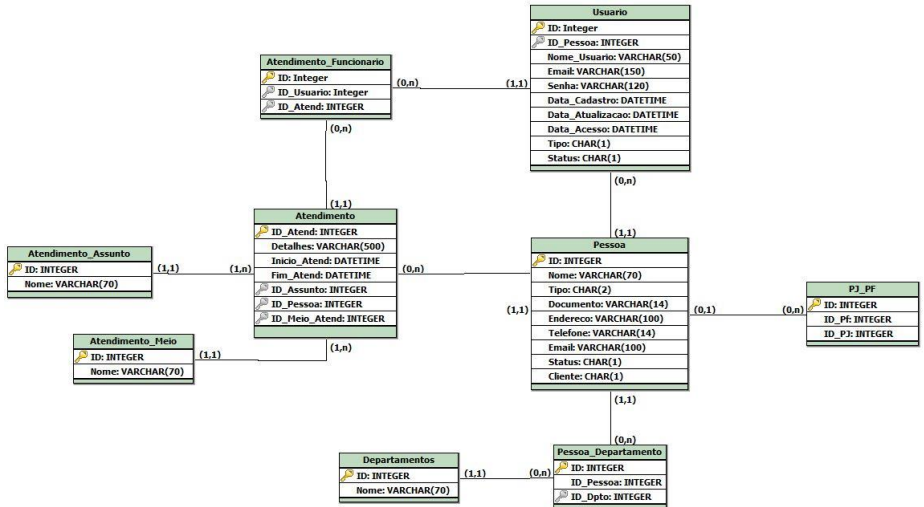 Usuario
ID: Integer
ID_Pessoa: INTEGER
Nome_Usuario: VARCHAR(50)
Email: VARCHAR(150)
Senha: VARCHAR(120)
Data_Cadastro: DATETIME
Data_Atualizacao: DATETIME
Data_Acesso: DATETIME
Tipo: CHAR(1)
Status: CHAR(1)
Atendimento_Funcionario
ID: Integer
ID_Usuario: Integer
ID_Atend: INTEGER
(0,n)
(1,1)
(0,n)
(1,1)
(0,n)
(1,1)
Atendimento
ID_Atend: INTEGER
Detalhes: VARCHAR(500)
Inicio_Atend: DATETIME
Fim_Atend: DATETIME
ID_Assunto: INTEGER
ID_Pessoa: INTEGER
ID_Meio_Atend: INTEGER
Atendimento_Assunto
ID: INTEGER
Nome: VARCHAR(70)
(1,1)
(1,n)
(0,n)
(1,1)
Pessoa
ID: INTEGER
Nome: VARCHAR(70)
Tipo: CHAR(2)
Documento: VARCHAR(14)
Endereco: VARCHAR(100)
Telefone: VARCHAR(14)
Email: VARCHAR(100)
Status: CHAR(1)
Cliente: CHAR(1)
(0,1)
(0,n)
PJ_PF
ID: INTEGER
ID_Pf: INTEGER
ID_PJ: INTEGER
Atendimento_Meio
ID: INTEGER
Nome: VARCHAR(70)
(1,1)
(1,n)
(1,1)
(0,n)
Departamentos
ID: INTEGER
Nome: VARCHAR(70)
(1,1)
(0,n)
Pessoa_Departamento
ID: INTEGER
ID_Pessoa: INTEGER
ID_Dpto: INTEGER